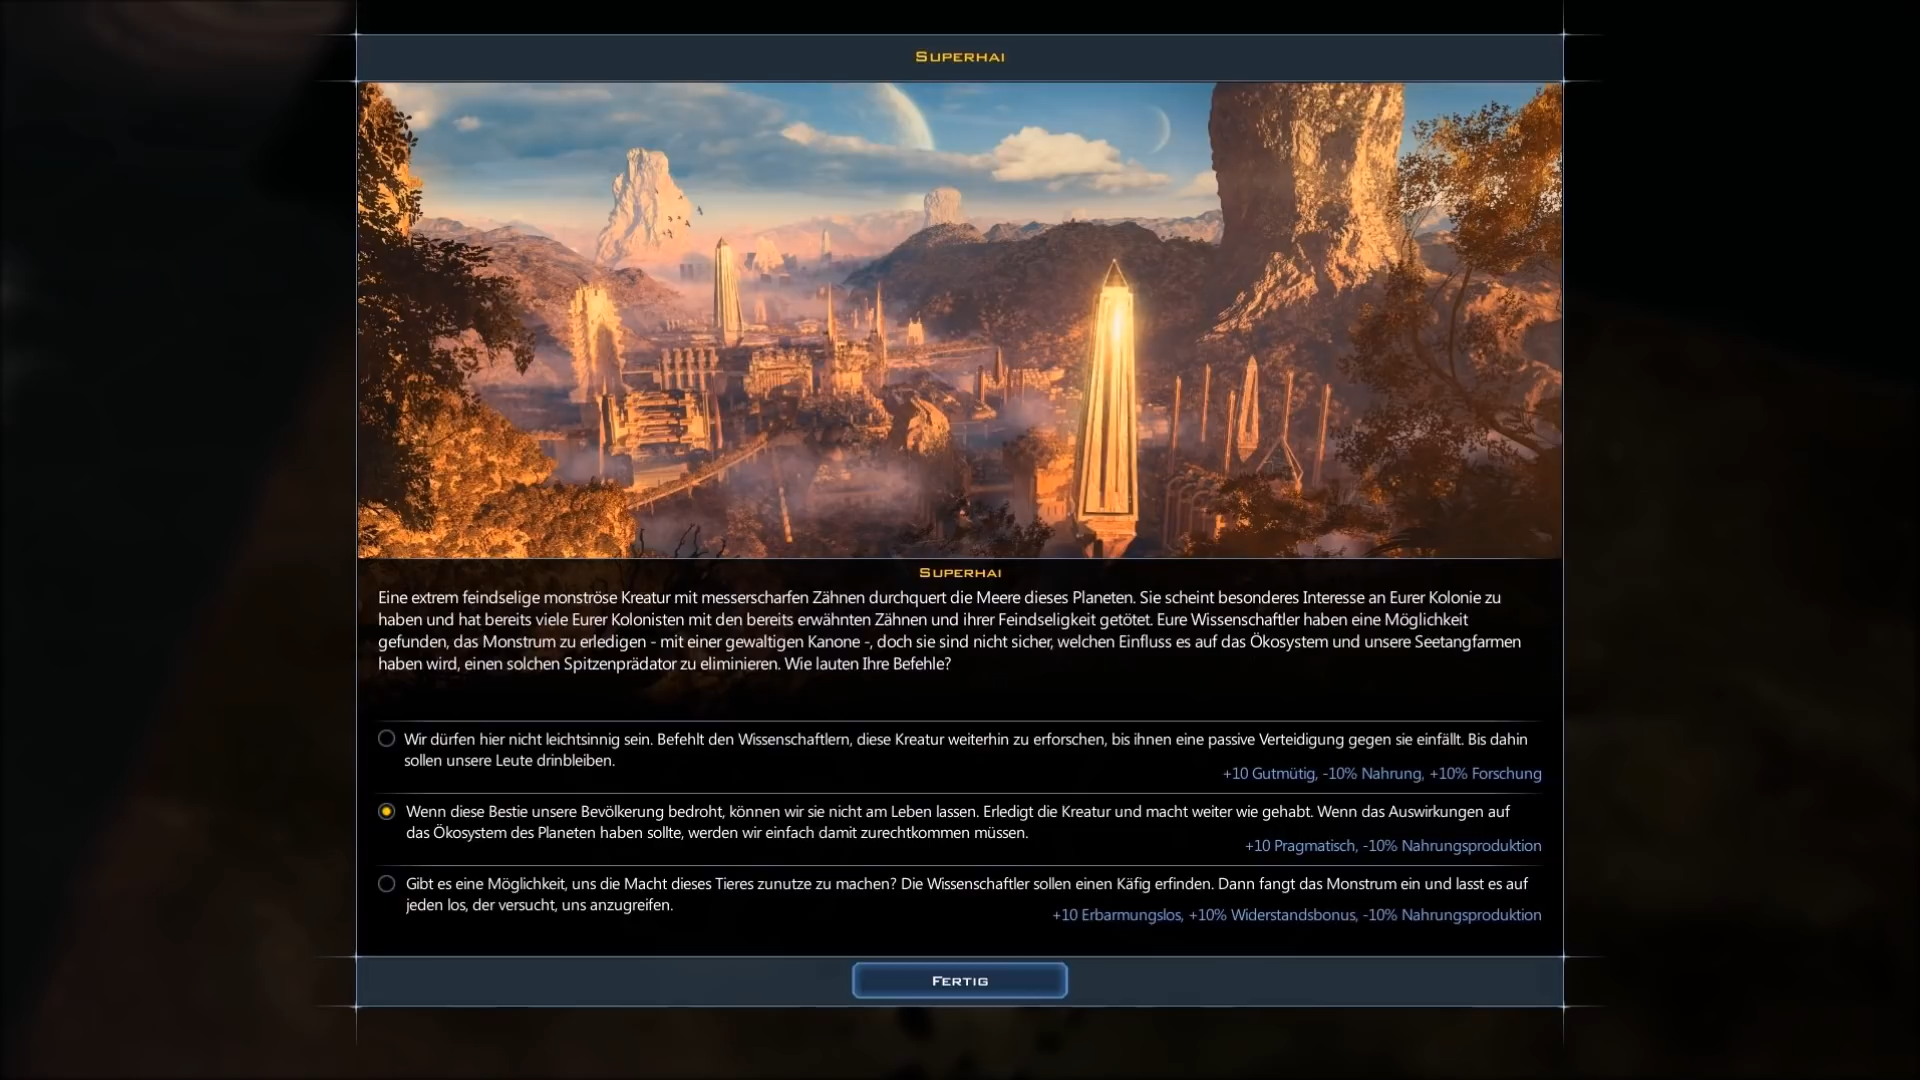 Superhai
Superhai
Eine extrem feindselige monströse Kreatur mit messerscharfen Zähnen durchquert die Meere dieses Planeten. Sie scheint besonderes Interesse an Eurer Kolonie zu
haben und hat bereits viele Eurer Kolonisten mit den bereits erwähnten Zähnen und ihrer Feindseligkeit getötet. Eure Wissenschaftler haben eine Möglichkeit
gefunden, das Monstrum zu erledigen - mit einer gewaltigen Kanone -, doch sie sind nicht sicher, welchen Einfluss es auf das Ökosystem und unsere Seetangfarmen
haben wird, einen solchen Spitzenprädator zu eliminieren. Wie lauten Ihre Befehle?
Wir dürfen hier nicht leichtsinnig sein. Befehlt den Wissenschaftlern, diese Kreatur weiterhin zu erforschen, bis ihnen eine passive Verteidigung gegen sie einfällt. Bis dahin
sollen unsere Leute drinbleiben.
+10 Gutmütig, -10% Nahrung, +10% Forschung
Wenn diese Bestie unsere Bevölkerung bedroht, können wir sie nicht am Leben lassen. Erledigt die Kreatur und macht weiter wie gehabt. Wenn das Auswirkungen auf
das Ökosystem des Planeten haben sollte, werden wir einfach damit zurechtkommen müssen.
+10 Pragmatisch, -10% Nahrungsproduktion
Gibt es eine Möglichkeit, uns die Macht dieses Tieres zunutze zu machen? Die Wissenschaftler sollen einen Käfig erfinden. Dann fangt das Monstrum ein und lasst es auf
jeden los, der versucht, uns anzugreifen.
+10 Erbarmungslos, +10% Widerstandsbonus, -10% Nahrungsproduktion
Fertig